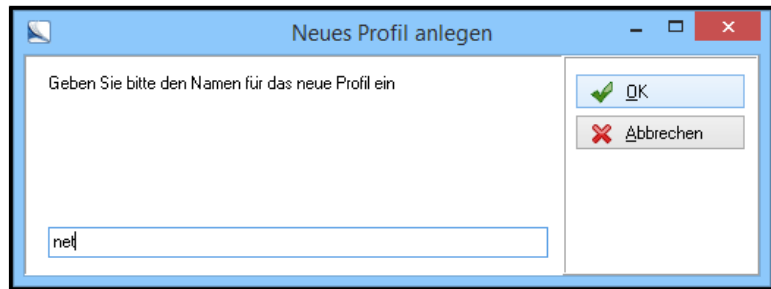 Neues Profil anlegen
Geben Sie bitte den Namen für das neue Profil ein
OK
Abbrechen
net